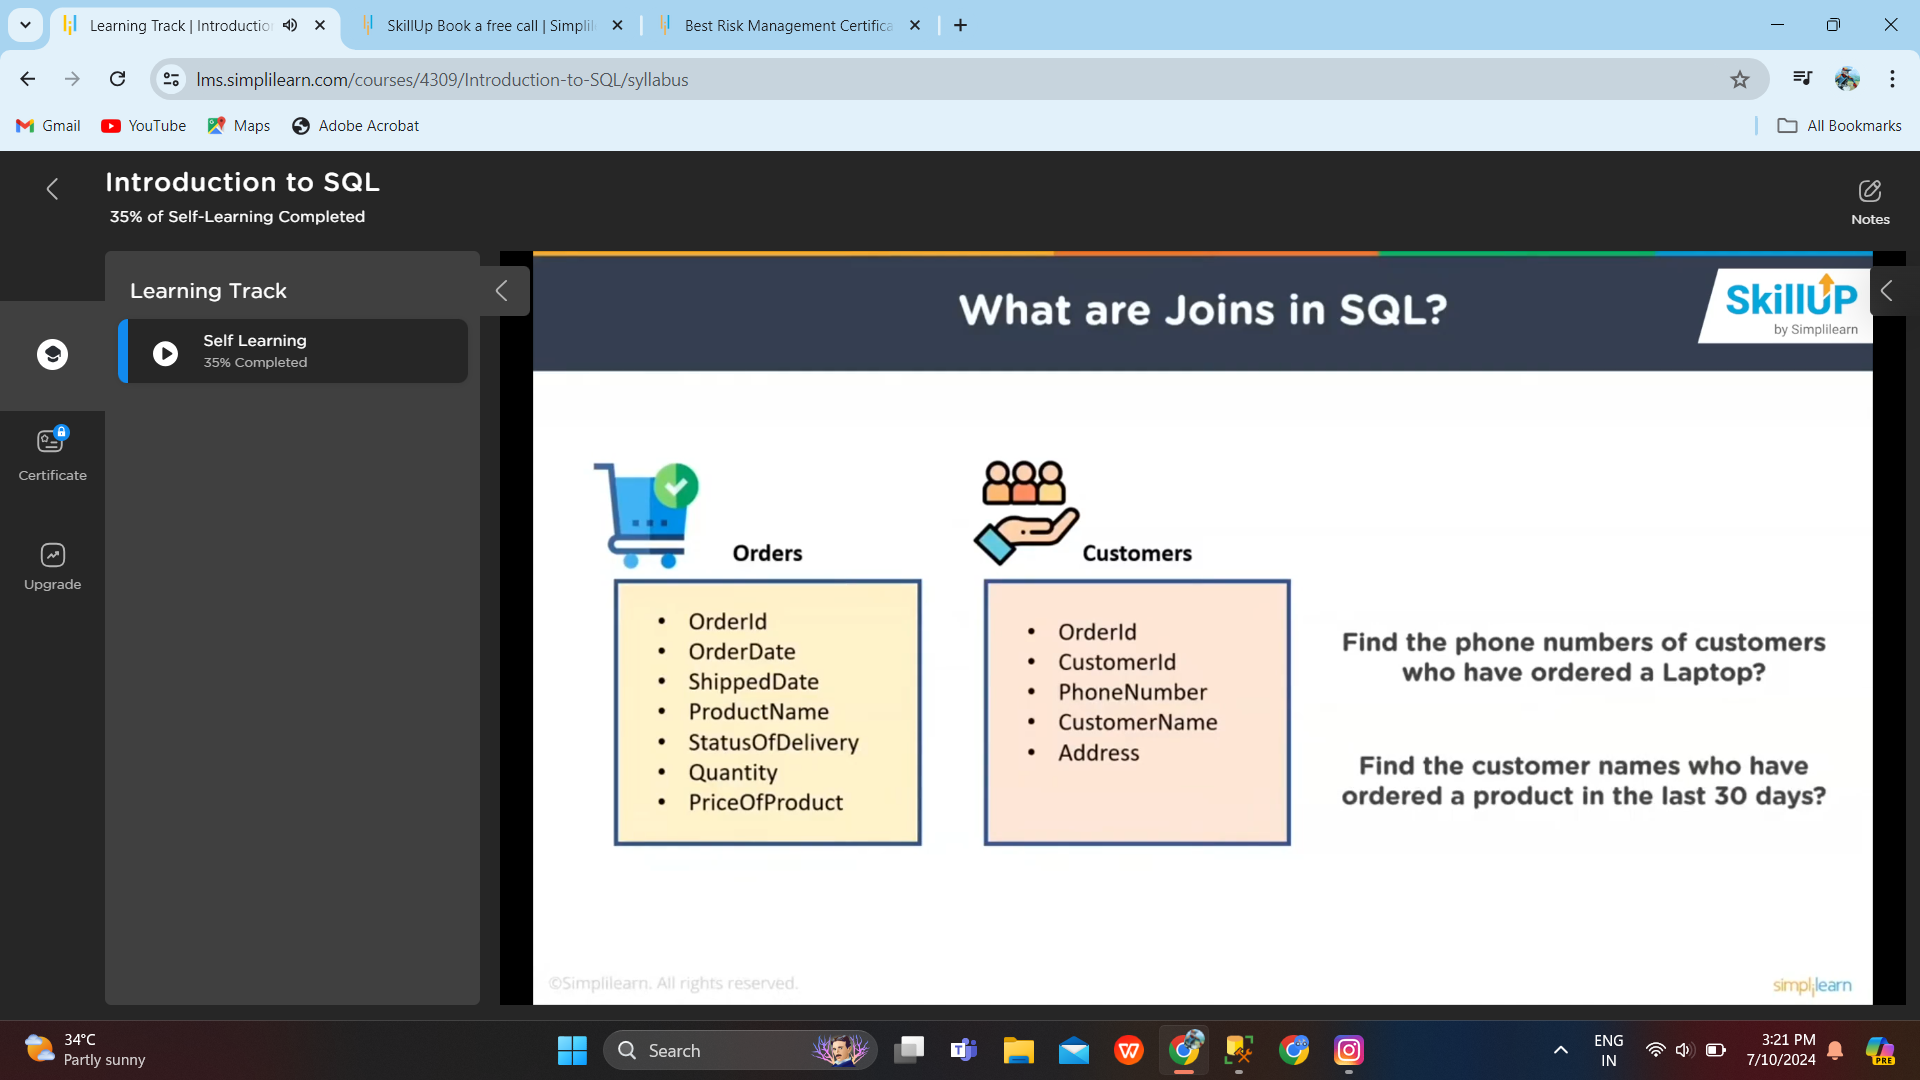 Learning Track | Introduction
SkillUp Book a free call | Simplil
Best Risk Management Certifica
lms.simplilearn.com/courses/4309/Introduction-to-SQL/syllabus
Gmail
YouTube
Maps
Adobe Acrobat
All Bookmarks
Introduction to SQL
35% of Self-Learning Completed
Notes
Learning Track
Self Learning
35% Completed
Certificate
Upgrade
What are Joins in SQL?
SkillUP
by Simplilearn
Orders
• OrderId
• OrderDate
• ShippedDate
• ProductName
• StatusOfDelivery
• Quantity
• PriceOfProduct
Customers
• OrderId
• CustomerId
• PhoneNumber
• CustomerName
• Address
Find the phone numbers of customers
who have ordered a Laptop?
Find the customer names who have
ordered a product in the last 30 days?
©Simplilearn. All rights reserved.
simplilearn
34°C
Partly sunny
Search
ENG
IN
3:21 PM
7/10/2024
PRE